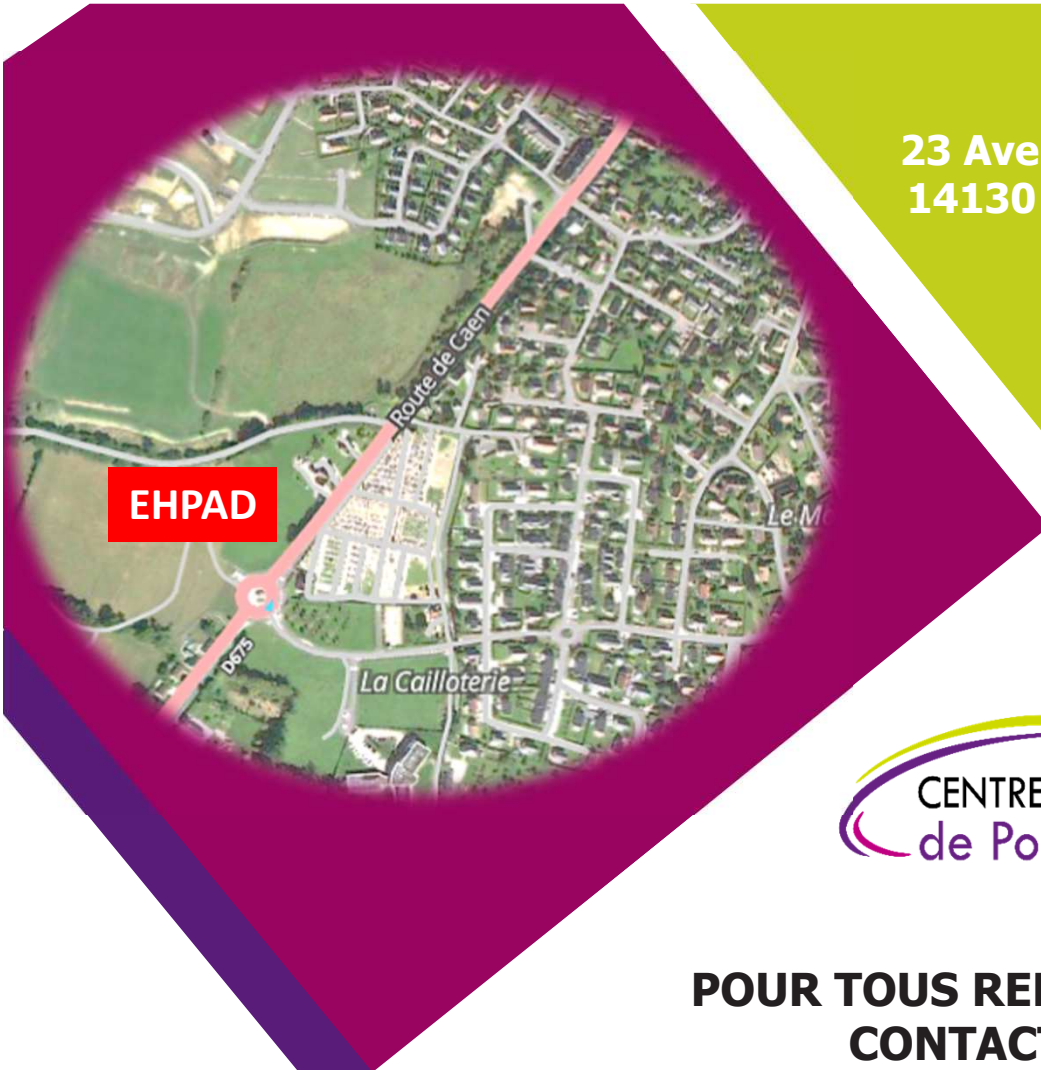 23 Ave
14130
Route de Caen
EHPAD
Le M
D675
La Cailloterie
CENTRE
de Po
POUR TOUS RE
CONTACT